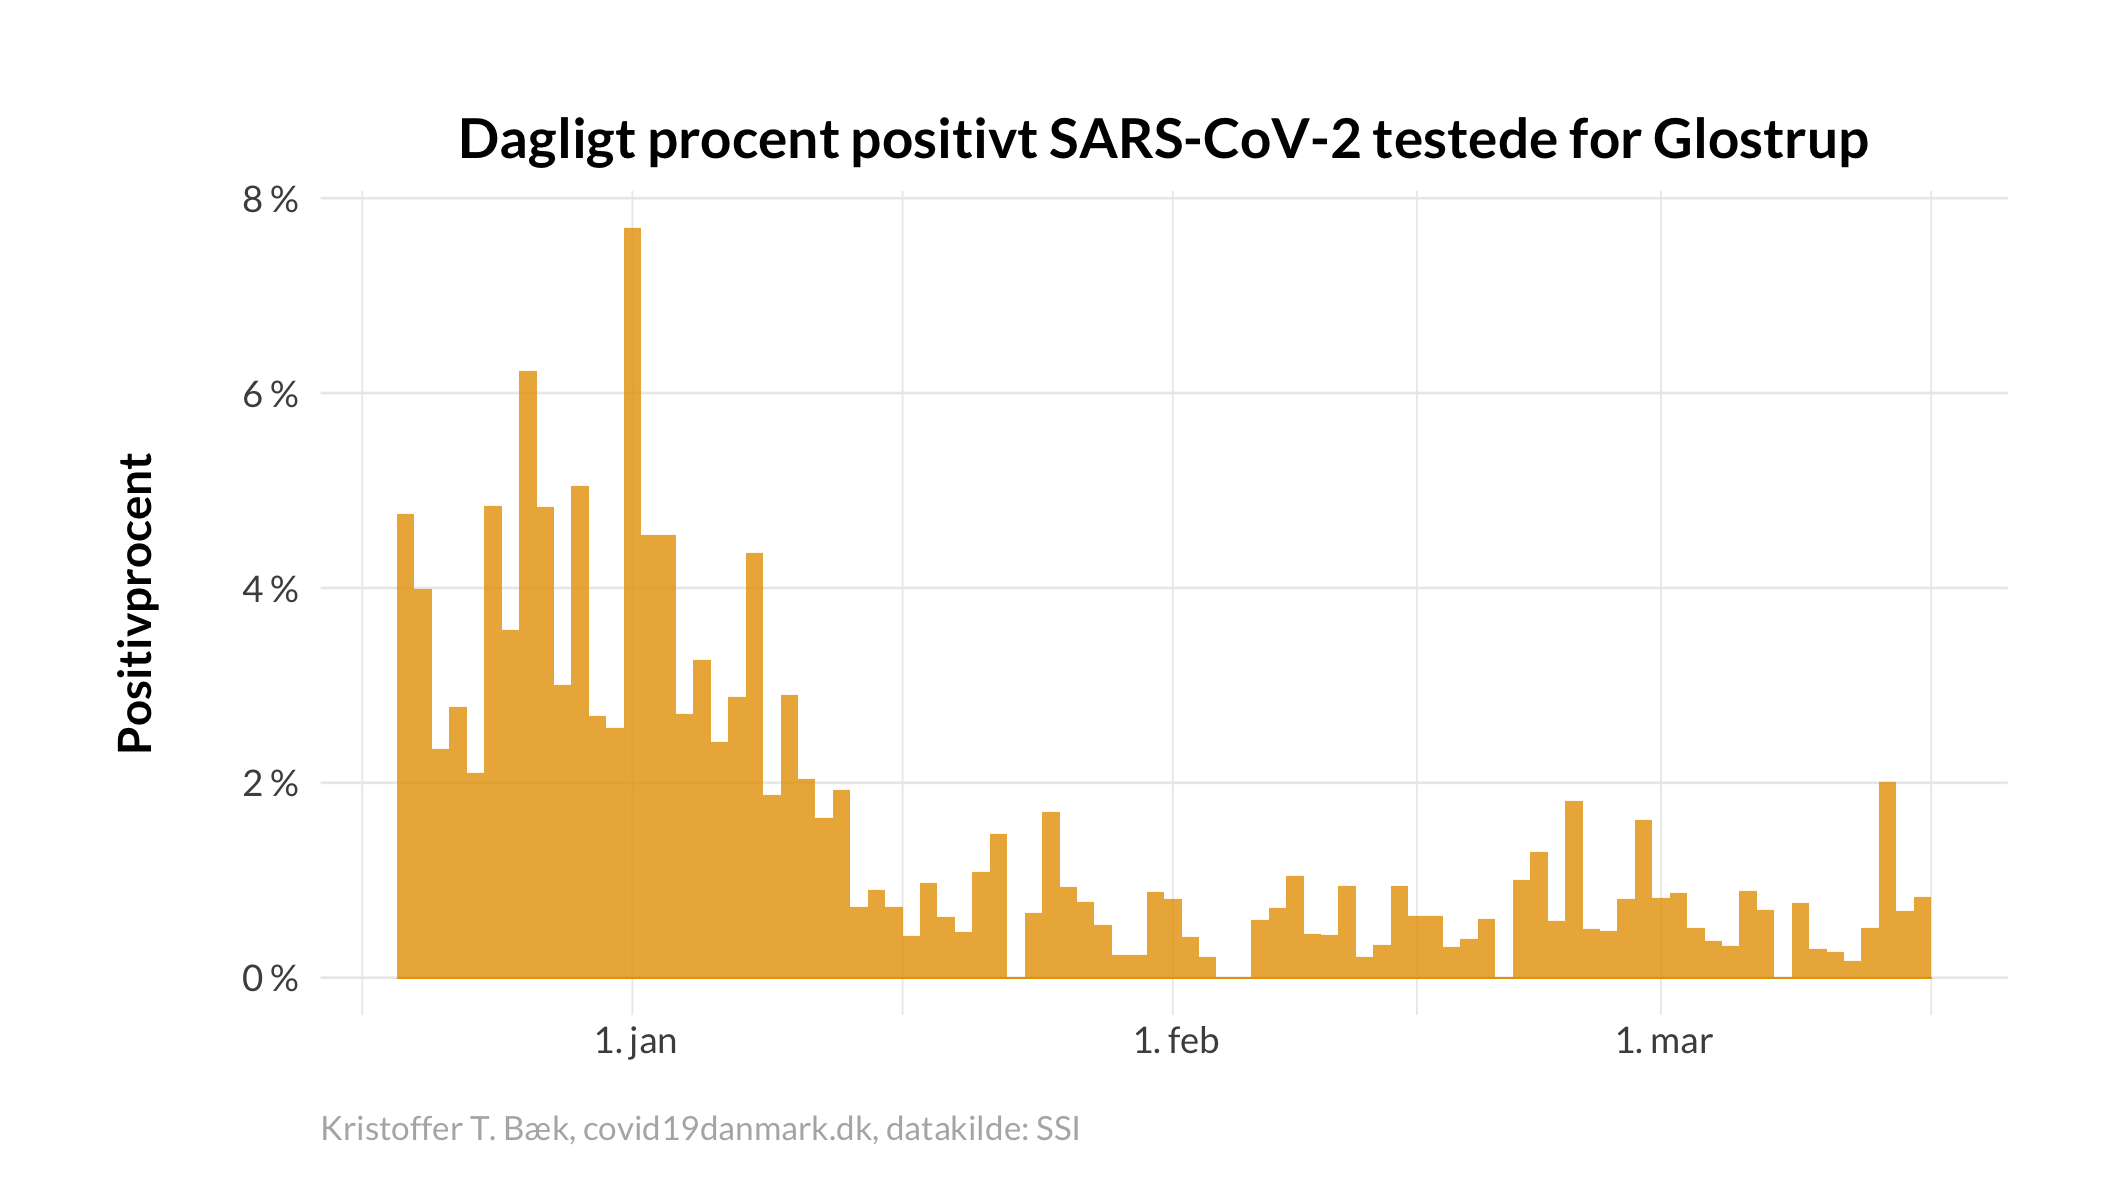 Dagligt procent positivt SARS-CoV-2 testede for Glostrup
Positivprocent
8 %
6 %
4 %
2 %
0 %
1. jan
1. feb
1. mar
Kristoffer T. Bæk, covid19danmark.dk, datakilde: SSI